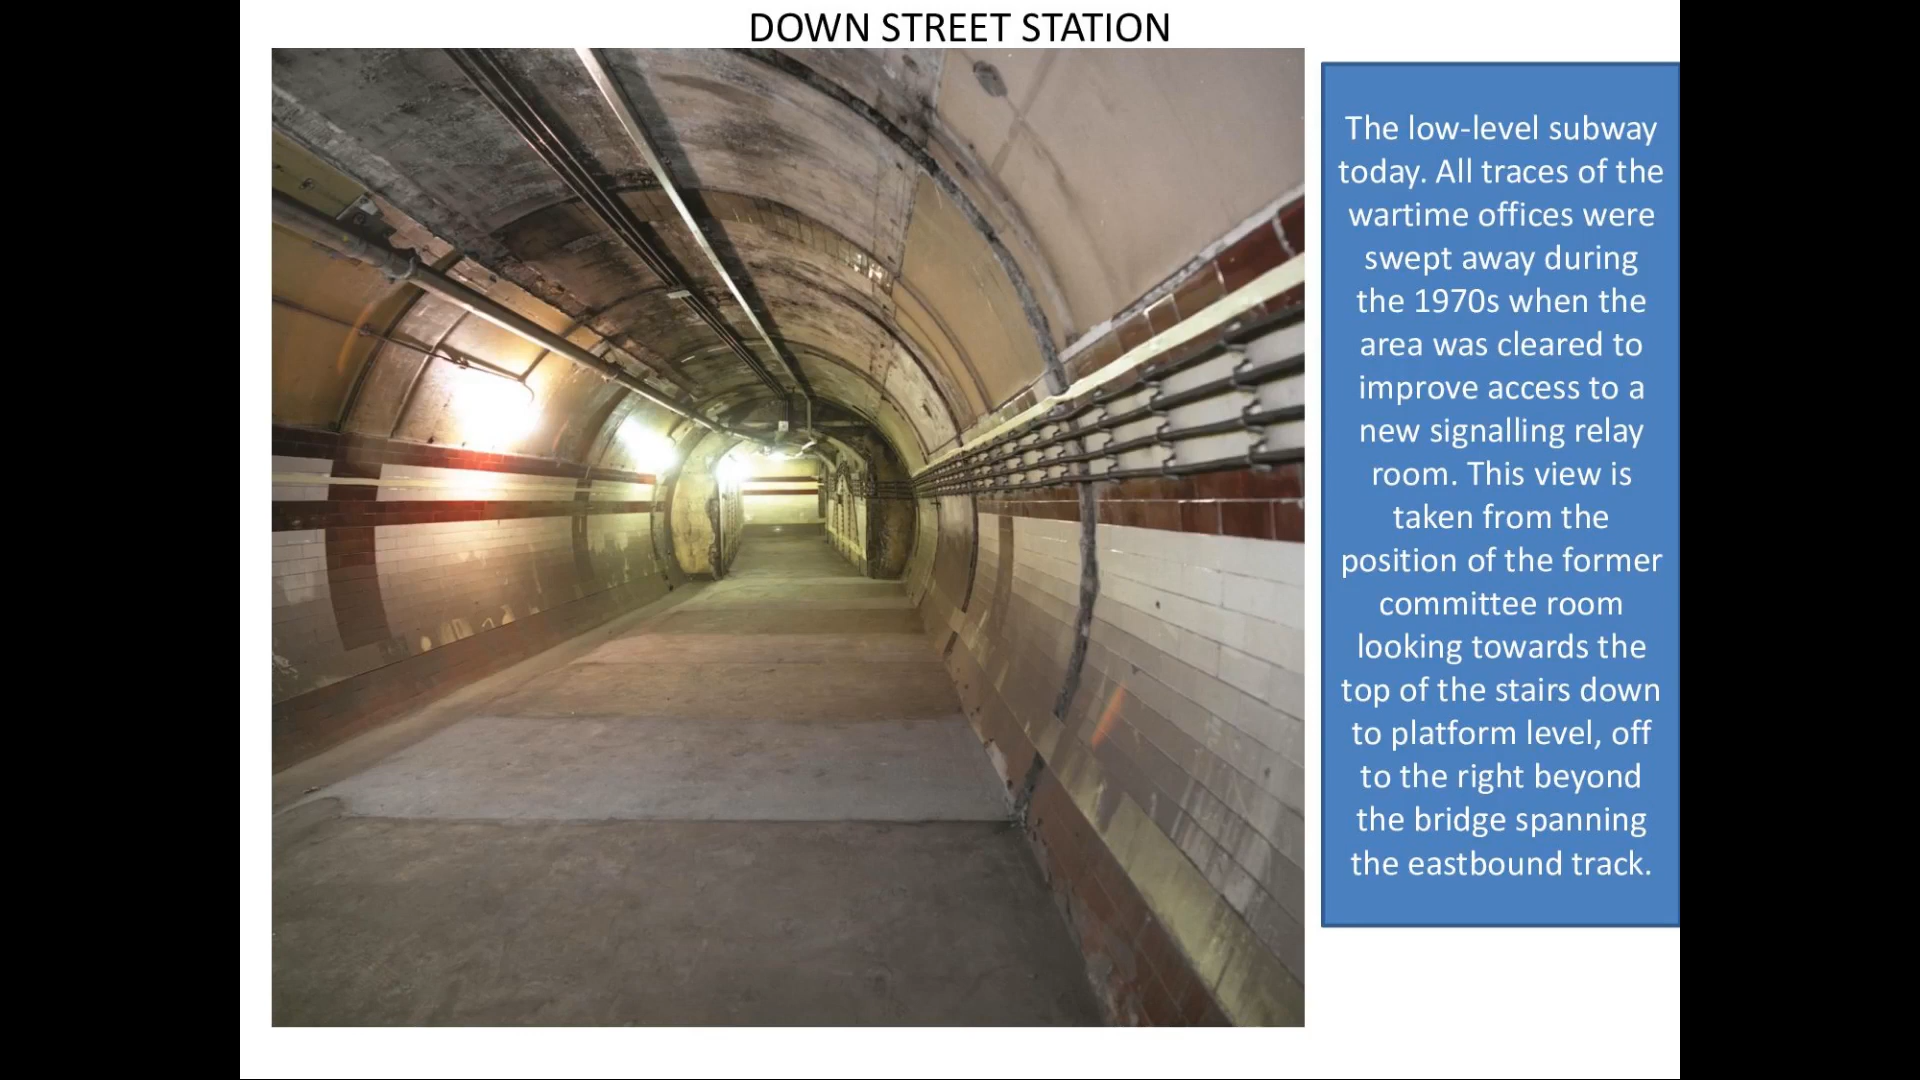 DOWN STREET STATION
The low-level subway
today. All traces of the
wartime offices were
swept away during
the 1970s when the
area was cleared to
improve access to a
new signalling relay
room. This view is
taken from the
position of the former
committee room
looking towards the
top of the stairs down
to platform level, off
to the right beyond
the bridge spanning
the eastbound track.